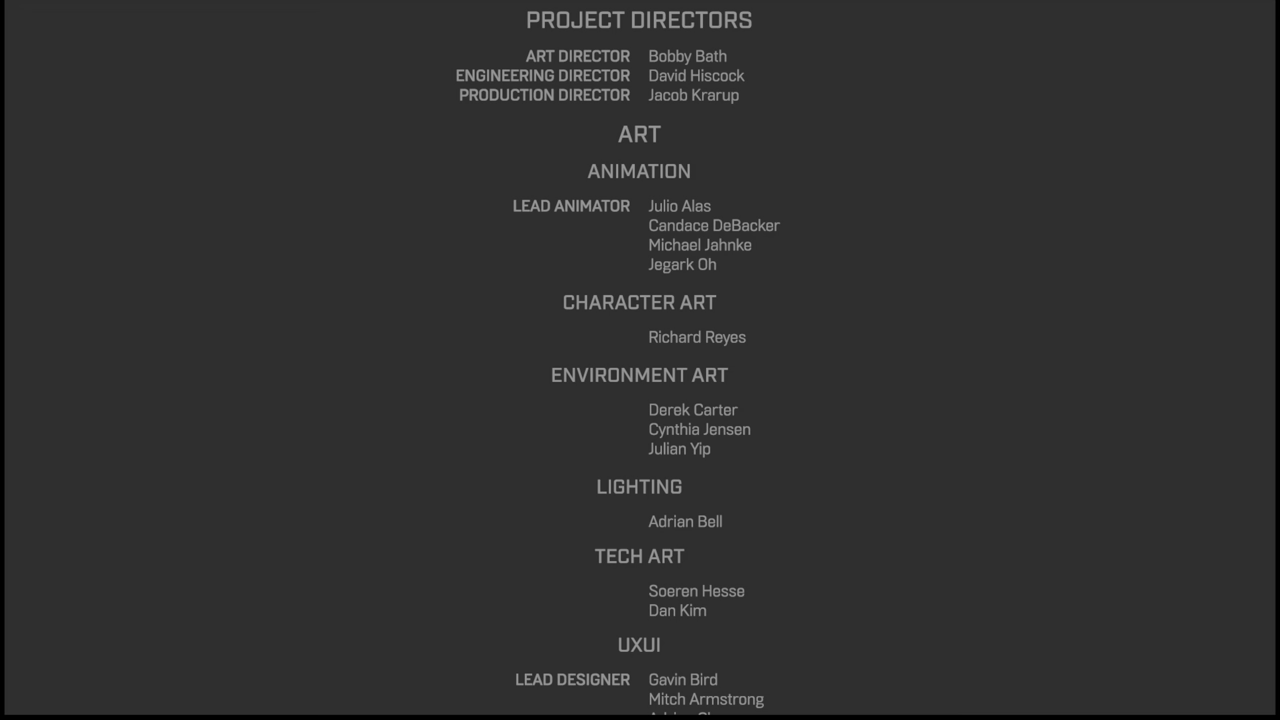 PROJECT DIRECTORS
ART DIRECTOR Bobby Bath
ENGINEERING DIRECTOR David Hiscock
PRODUCTION DIRECTOR Jacob Krarup
ART
ANIMATION
LEAD ANIMATOR Julio Alas
Candace DeBacker
Michael Jahnke
Jegark Oh
CHARACTER ART
Richard Reyes
ENVIRONMENT ART
Derek Carter
Cynthia Jensen
Julian Yip
LIGHTING
Adrian Bell
TECH ART
Soeren Hesse
Dan Kim
UXUI
LEAD DESIGNER Gavin Bird
Mitch Armstrong